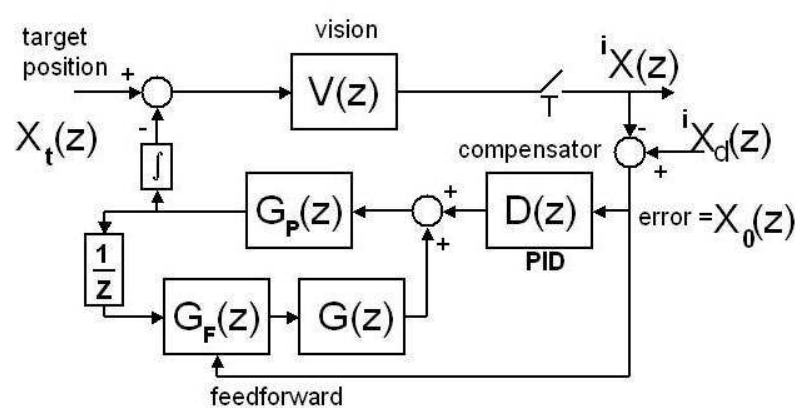 target
position
+
X_t(z)
-
∫
vision
V(z)
T
ⁱX(z)
-
ⁱX_d(z)
+
compensator
G_P(z)
+
+
D(z)
PID
error = X_0(z)
1
z
G_F(z)
G(z)
feedforward